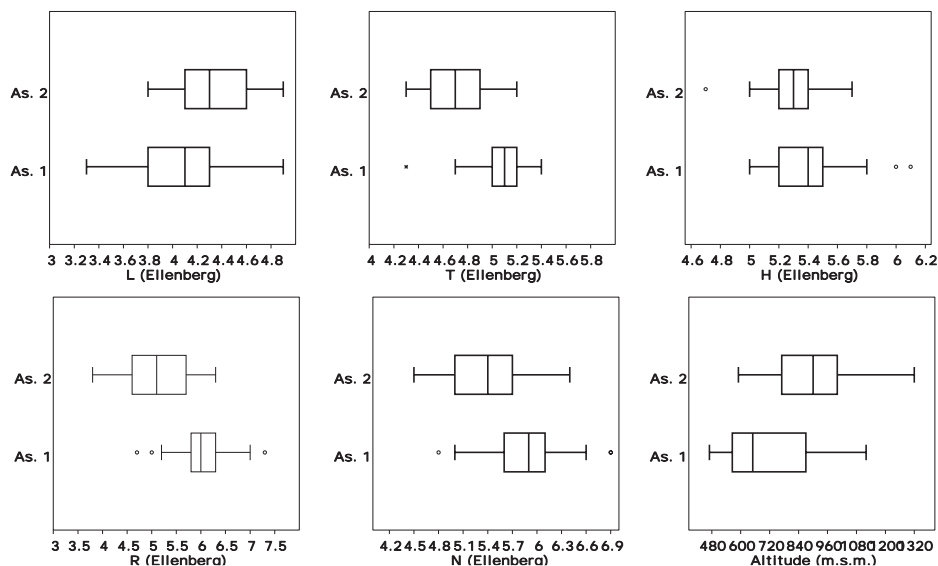 As. 2
As. 1
3 3.2 3.4 3.6 3.8 4 4.2 4.4 4.6 4.8
L (Ellenberg)
As. 2
As. 1
4 4.2 4.4 4.6 4.8 5 5.2 5.4 5.6 5.8
T (Ellenberg)
As. 2
As. 1
4.6 4.8 5 5.2 5.4 5.6 5.8 6 6.2
H (Ellenberg)
As. 2
As. 1
3 3.5 4 4.5 5 5.5 6 6.5 7 7.5
R (Ellenberg)
As. 2
As. 1
4.2 4.5 4.8 5.1 5.4 5.7 6 6.3 6.6 6.9
N (Ellenberg)
As. 2
As. 1
480 600 720 840 960 1080 1200 1320
Altitude (m.s.m.)